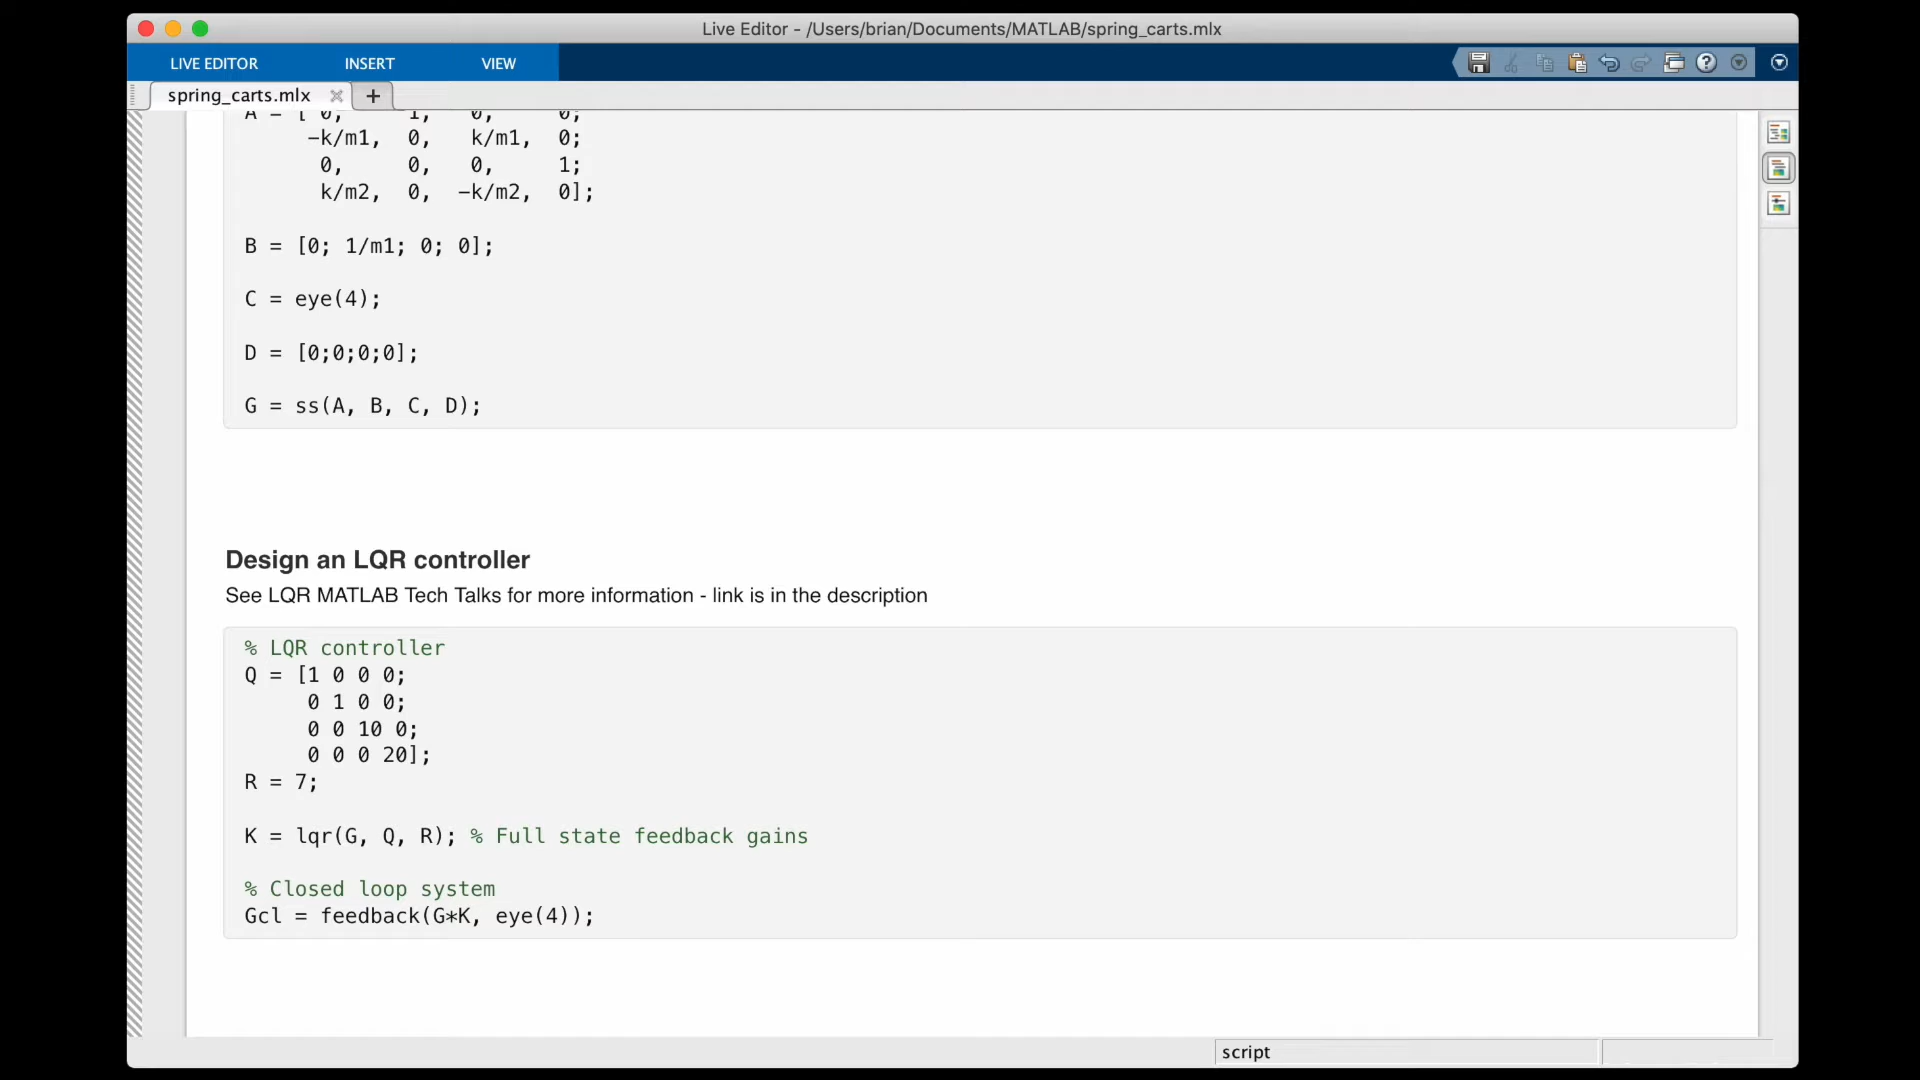 Live Editor - /Users/brian/Documents/MATLAB/spring_carts.mlx
LIVE EDITOR INSERT VIEW
spring_carts.mlx
A = [ 0, 1, 0, 0;
-k/m1, 0, k/m1, 0;
0, 0, 0, 1;
k/m2, 0, -k/m2, 0];
B = [0; 1/m1; 0; 0];
C = eye(4);
D = [0;0;0;0];
G = ss(A, B, C, D);
Design an LQR controller
See LQR MATLAB Tech Talks for more information - link is in the description
% LQR controller
Q = [1 0 0 0;
0 1 0 0;
0 0 10 0;
0 0 0 20];
R = 7;
K = lqr(G, Q, R); % Full state feedback gains
% Closed loop system
Gcl = feedback(G*K, eye(4));
script